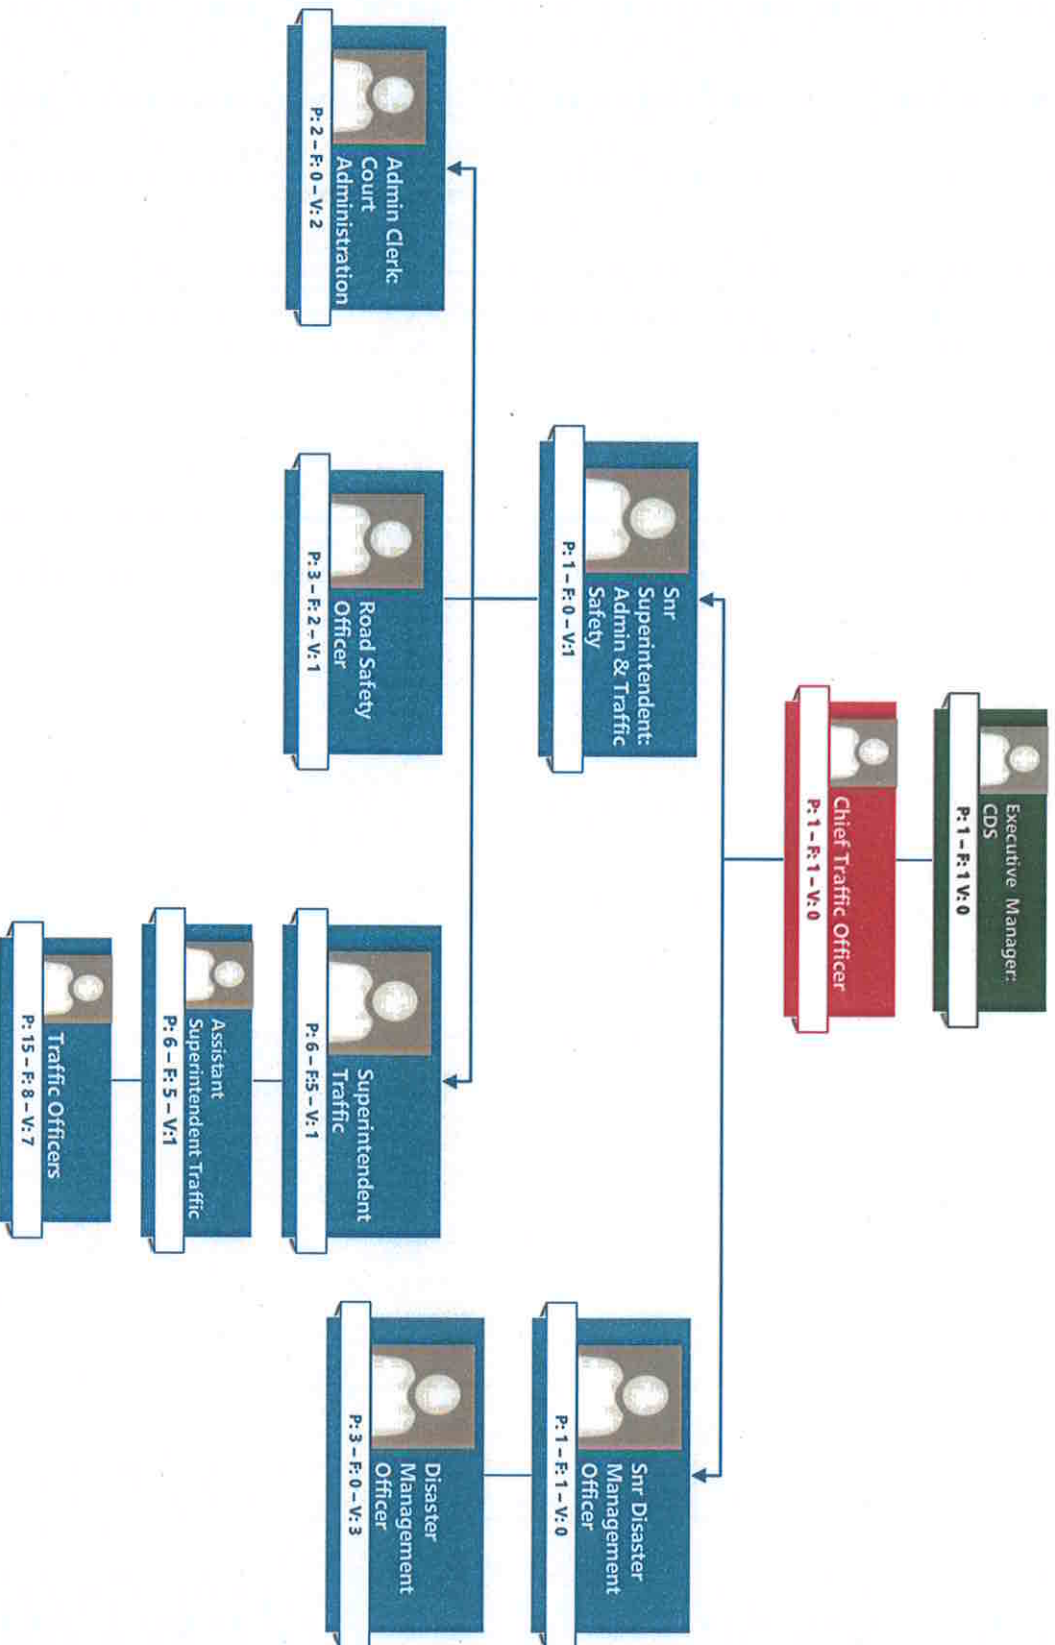 Executive Manager:
CDS
P: 1 – F: 1 V: 0
Chief Traffic Officer
P: 1 – F: 1 – V: 0
Snr
Superintendent:
Admin & Traffic
Safety
P: 1 – F: 0 – V:1
Snr Disaster
Management
Officer
P: 1 – F: 1 – V: 0
Admin Clerk:
Court
Administration
P: 2 – F: 0 – V: 2
Road Safety
Officer
P: 3 – F: 2 – V: 1
Superintendent
Traffic
P: 6 – F:5 – V: 1
Disaster
Management
Officer
P: 3 – F: 0 – V: 3
Assistant
Superintendent Traffic
P: 6 – F: 5 – V:1
Traffic Officers
P: 15 – F: 8 – V: 7